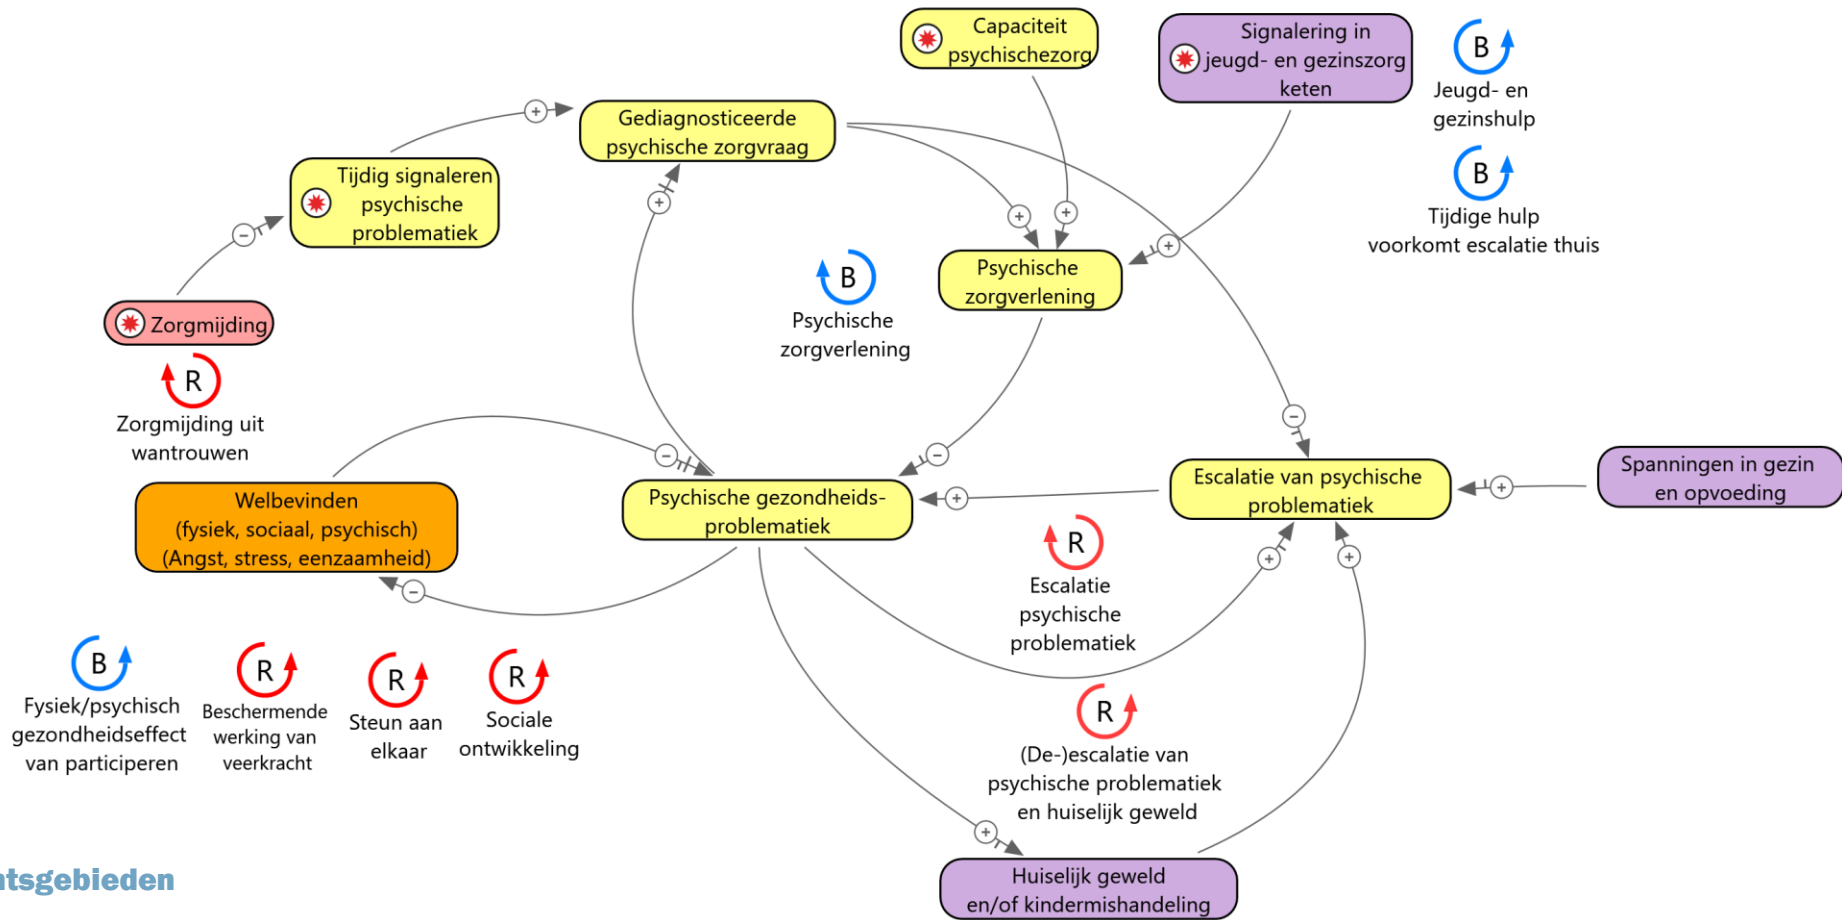 Capaciteit
psychischezorg
Signalering in
jeugd- en gezinszorg
keten
B
Jeugd- en
gezinshulp
Gediagnosticeerde
psychische zorgvraag
Tijdig signaleren
psychische
problematiek
B
Tijdige hulp
voorkomt escalatie thuis
Psychische
zorgverlening
B
Psychische
zorgverlening
Zorgmijding
R
Zorgmijding uit
wantrouwen
Welbevinden
(fysiek, sociaal, psychisch)
(Angst, stress, eenzaamheid)
Psychische gezondheids-
problematiek
Escalatie van psychische
problematiek
Spanningen in gezin
en opvoeding
R
Escalatie
psychische
problematiek
B
Fysiek/psychisch
gezondheidseffect
van participeren
R
Beschermende
werking van
veerkracht
R
Steun aan
elkaar
R
Sociale
ontwikkeling
R
(De-)escalatie van
psychische problematiek
en huiselijk geweld
Huiselijk geweld
en/of kindermishandeling
ntsgebieden